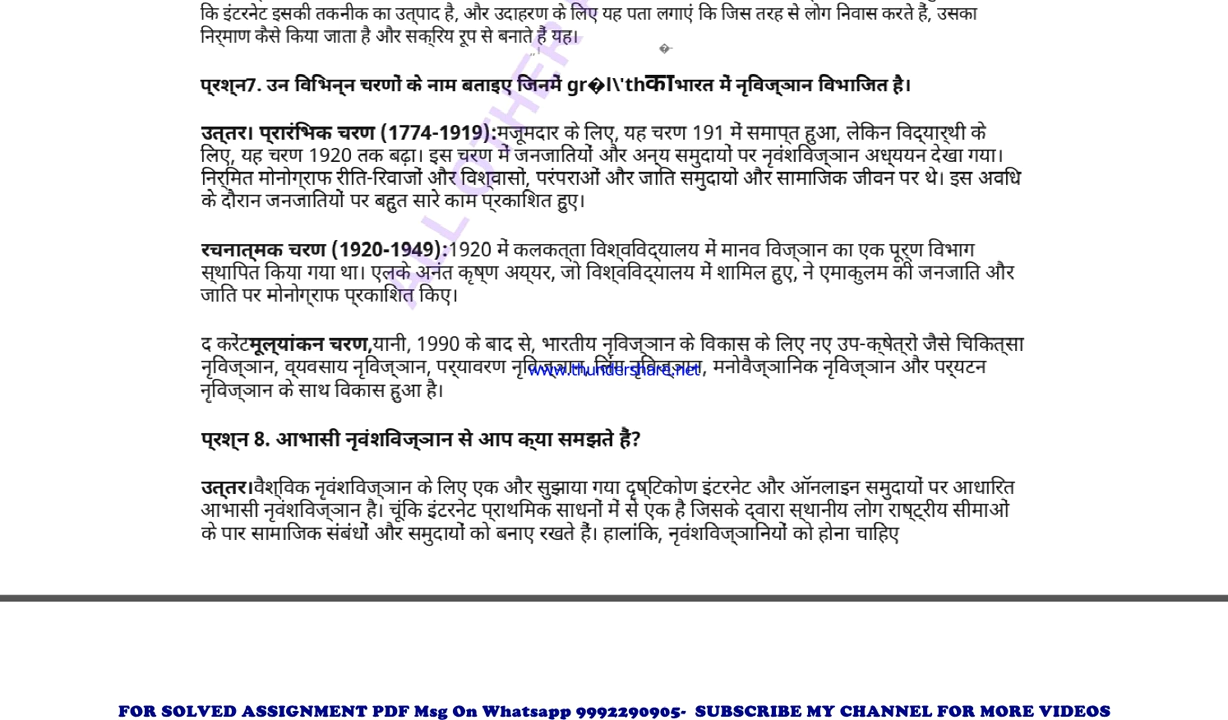 कि इंटरनेट इसकी तकनीक का उत्पाद है, और उदाहरण के लिए यह पता लगाएं कि जिस तरह से लोग निवास करते हैं, उसका
निर्माण कैसे किया जाता है और सक्रिय रूप से बनाते हैं यह।
प्रश्न7. उन विभिन्न चरणों के नाम बताइए जिनमें gr�l\'thकाभारत में नृविज्ञान विभाजित है।
उत्तर। प्रारंभिक चरण (1774-1919):मजूमदार के लिए, यह चरण 191 में समाप्त हुआ, लेकिन विद्यार्थी के
लिए, यह चरण 1920 तक बढ़ा। इस चरण में जनजातियों और अन्य समुदायों पर नृवंशविज्ञान अध्ययन देखा गया।
निर्मित मोनोग्राफ रीति-रिवाजों और विश्वासों, परंपराओं और जाति समुदायों और सामाजिक जीवन पर थे। इस अवधि
के दौरान जनजातियों पर बहुत सारे काम प्रकाशित हुए।
रचनात्मक चरण (1920-1949):1920 में कलकत्ता विश्वविद्यालय में मानव विज्ञान का एक पूर्ण विभाग
स्थापित किया गया था। एलके अनंत कृष्ण अय्यर, जो विश्वविद्यालय में शामिल हुए, ने एमाकुलम की जनजाति और
जाति पर मोनोग्राफ प्रकाशित किए।
द करेंटमूल्यांकन चरण,यानी, 1990 के बाद से, भारतीय नृविज्ञान के विकास के लिए नए उप-क्षेत्रों जैसे चिकित्सा
नृविज्ञान, व्यवसाय नृविज्ञान, पर्यावरण नृविज्ञान, लिंग नृविज्ञान, मनोवैज्ञानिक नृविज्ञान और पर्यटन
www.thundershare.net
नृविज्ञान के साथ विकास हुआ है।
प्रश्न 8. आभासी नृवंशविज्ञान से आप क्या समझते हैं?
उत्तर।वैश्विक नृवंशविज्ञान के लिए एक और सुझाया गया दृष्टिकोण इंटरनेट और ऑनलाइन समुदायों पर आधारित
आभासी नृवंशविज्ञान है। चूंकि इंटरनेट प्राथमिक साधनों में से एक है जिसके द्वारा स्थानीय लोग राष्ट्रीय सीमाओं
के पार सामाजिक संबंधों और समुदायों को बनाए रखते हैं। हालांकि, नृवंशविज्ञानियों को होना चाहिए
ALL OTHER
FOR SOLVED ASSIGNMENT PDF Msg On Whatsapp 9992290905- SUBSCRIBE MY CHANNEL FOR MORE VIDEOS